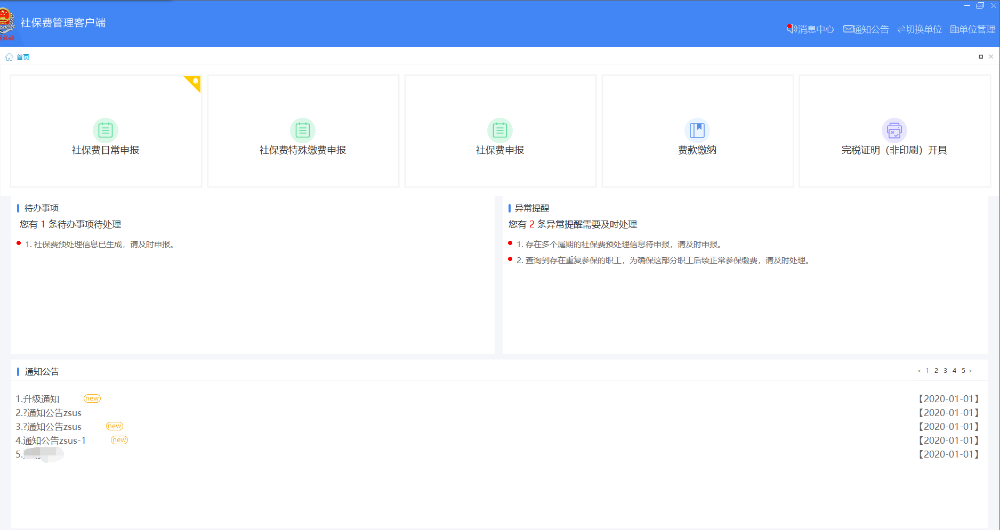 社保费管理客户端
消息中心 通知公告 切换单位 单位管理
首页
社保费日常申报
社保费特殊缴费申报
社保费申报
费款缴纳
完税证明（非印刷）开具
待办事项
您有 1 条待办事项待处理
1. 社保费预处理信息已生成，请及时申报。
异常提醒
您有 2 条异常提醒需要及时处理
1. 存在多个属期的社保费预处理信息待申报，请及时申报。
2. 查询到存在重复参保的职工，为确保这部分职工后续正常参保缴费，请及时处理。
通知公告
< 1 2 3 4 5 >
1.升级通知 new 【2020-01-01】
2.?通知公告zsus 【2020-01-01】
3.?通知公告zsus new 【2020-01-01】
4.通知公告zsus-1 new 【2020-01-01】
5. 【2020-01-01】